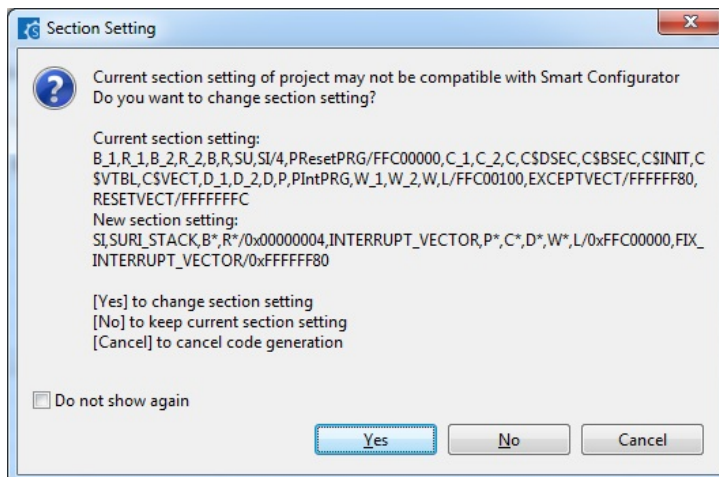 Section Setting
Current section setting of project may not be compatible with Smart Configurator
Do you want to change section setting?
Current section setting:
B_1,R_1,B_2,R_2,B,R,SU,SI/4,PResetPRG/FFC00000,C_1,C_2,C,C$DSEC,C$BSEC,C$INIT,C
$VTBL,C$VECT,D_1,D_2,D,P,PIntPRG,W_1,W_2,W,L/FFC00100,EXCEPTVECT/FFFFFF80,
RESETVECT/FFFFFFFC
New section setting:
SI,SURI_STACK,B*,R*/0x00000004,INTERRUPT_VECTOR,P*,C*,D*,W*,L/0xFFC00000,FIX_
INTERRUPT_VECTOR/0xFFFFFF80
[Yes] to change section setting
[No] to keep current section setting
[Cancel] to cancel code generation
Do not show again
Yes No Cancel